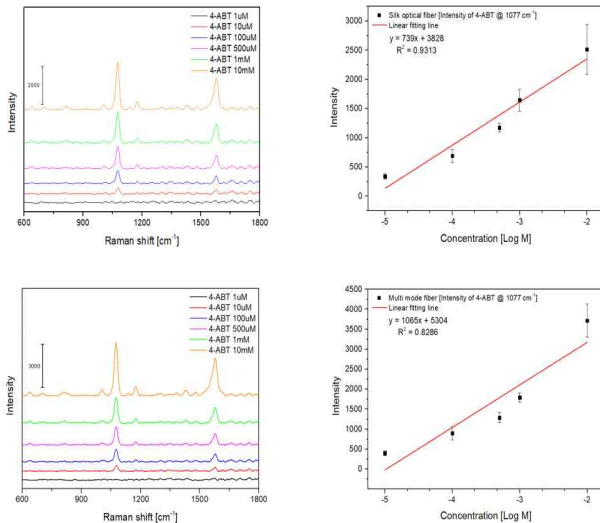 4-ABT 1uM
4-ABT 10uM
4-ABT 100uM
4-ABT 500uM
4-ABT 1mM
4-ABT 10mM
2000
Intensity
600 900 1200 1500 1800
Raman shift [cm⁻¹]
3000
2500
2000
1500
1000
500
0
Silk optical fiber [Intensity of 4-ABT @ 1077 cm⁻¹]
Linear fitting line
y = 739x + 3828
R² = 0.9313
Intensity
-5 -4 -3 -2
Concentration [Log M]
4-ABT 1uM
4-ABT 10uM
4-ABT 100uM
4-ABT 500uM
4-ABT 1mM
4-ABT 10mM
3000
Intensity
600 900 1200 1500 1800
Raman shift [cm⁻¹]
4500
4000
3500
3000
2500
2000
1500
1000
500
0
Multi mode fiber [Intensity of 4-ABT @ 1077 cm⁻¹]
Linear fitting line
y = 1065x + 5304
R² = 0.8286
Intensity
-5 -4 -3 -2
Concentration [Log M]